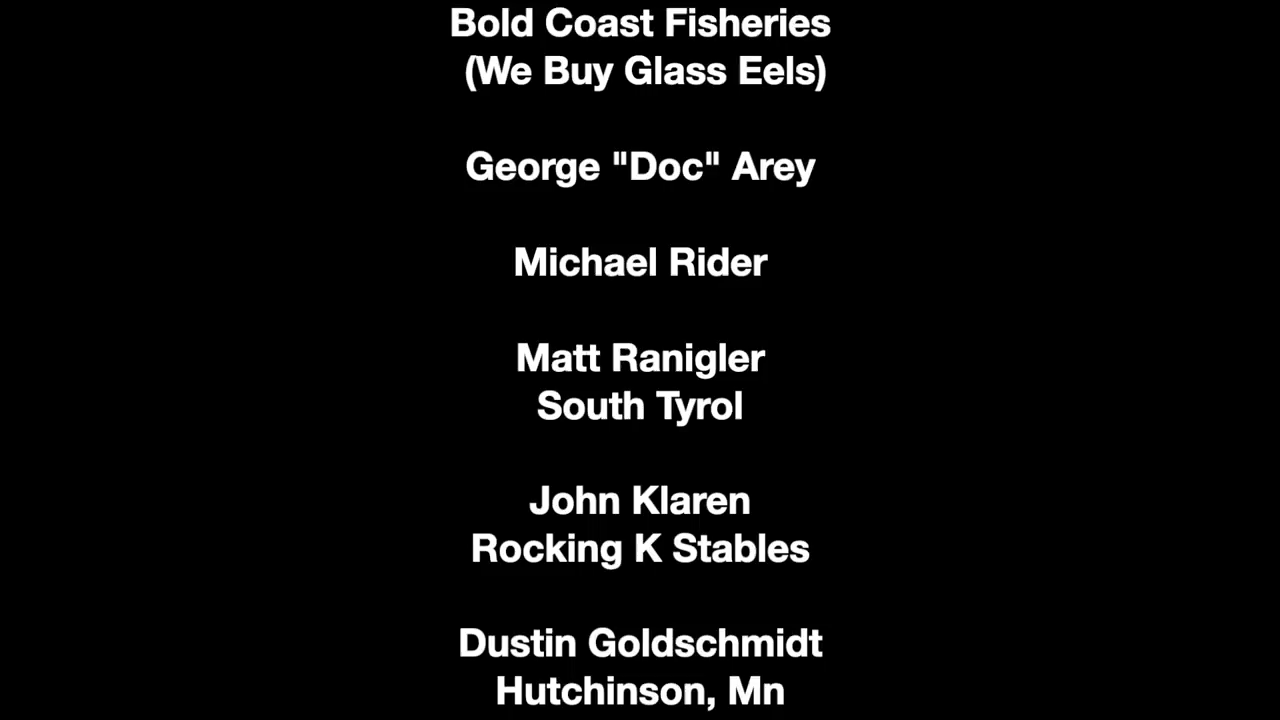 Bold Coast Fisheries
(We Buy Glass Eels)
George "Doc" Arey
Michael Rider
Matt Ranigler
South Tyrol
John Klaren
Rocking K Stables
Dustin Goldschmidt
Hutchinson, Mn